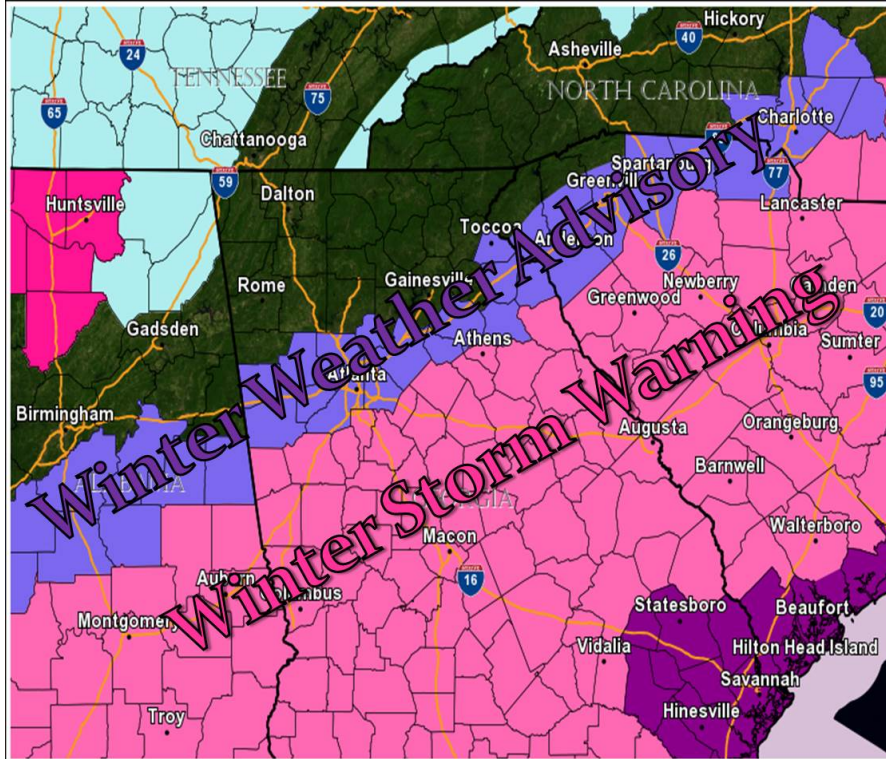 Hickory
40
Asheville
24
TENNESSEE
NORTH CAROLINA
75
65
Charlotte
Chattanooga
Spartanburg
59
Greenville
77
Dalton
Huntsville
Lancaster
Toccoa
Anderson
26
Winter Weather Advisory
Gainesville
Newberry
Camden
Rome
Greenwood
20
Gadsden
Columbia
Athens
Sumter
Atlanta
95
Birmingham
Winter Storm Warning
Augusta
Orangeburg
Barnwell
ALABAMA
GEORGIA
Walterboro
Macon
Auburn
16
Columbus
Statesboro
Beaufort
Montgomery
Vidalia
Hilton Head Island
Savannah
Troy
Hinesville